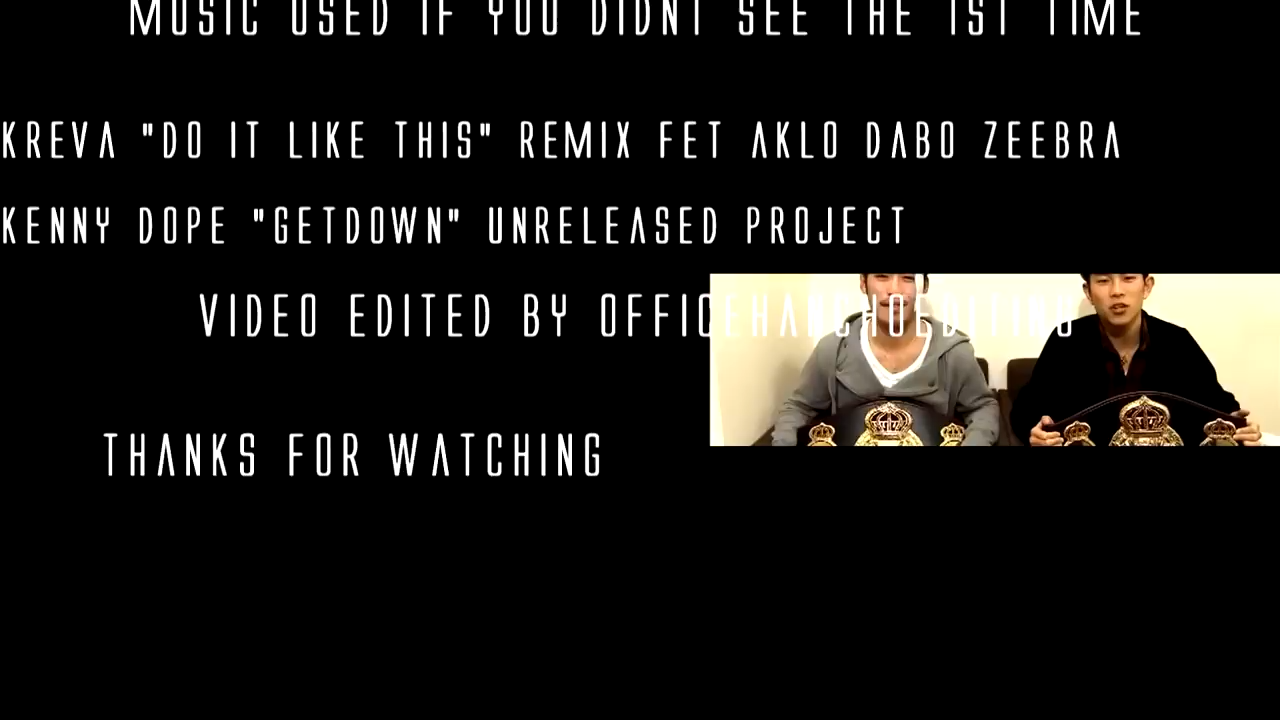 MUSIC USED IF YOU DIDNT SEE THE 1ST TIME
KREVA "DO IT LIKE THIS" REMIX FET AKLO DABO ZEEBRA
KENNY DOPE "GETDOWN" UNRELEASED PROJECT
VIDEO EDITED BY OFFICEHANCHOEDITING
THANKS FOR WATCHING